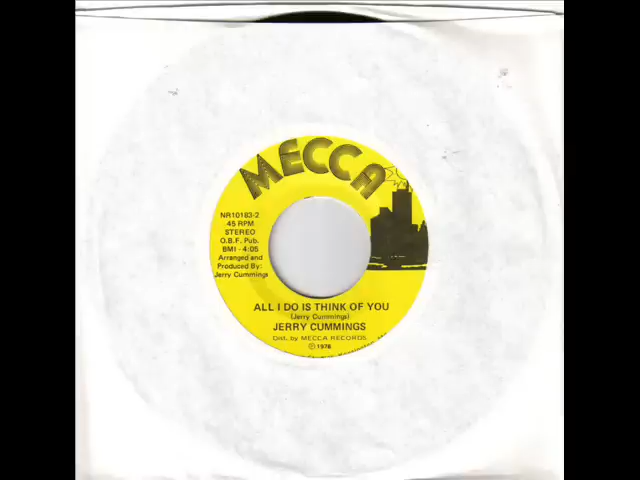 MECCA
NR10183-2
45 RPM
STEREO
O.B.F. Pub.
BMI - 4:05
Arranged and
Produced By:
Jerry Cummings
ALL I DO IS THINK OF YOU
(Jerry Cummings)
JERRY CUMMINGS
Dist. by MECCA RECORDS
℗1978